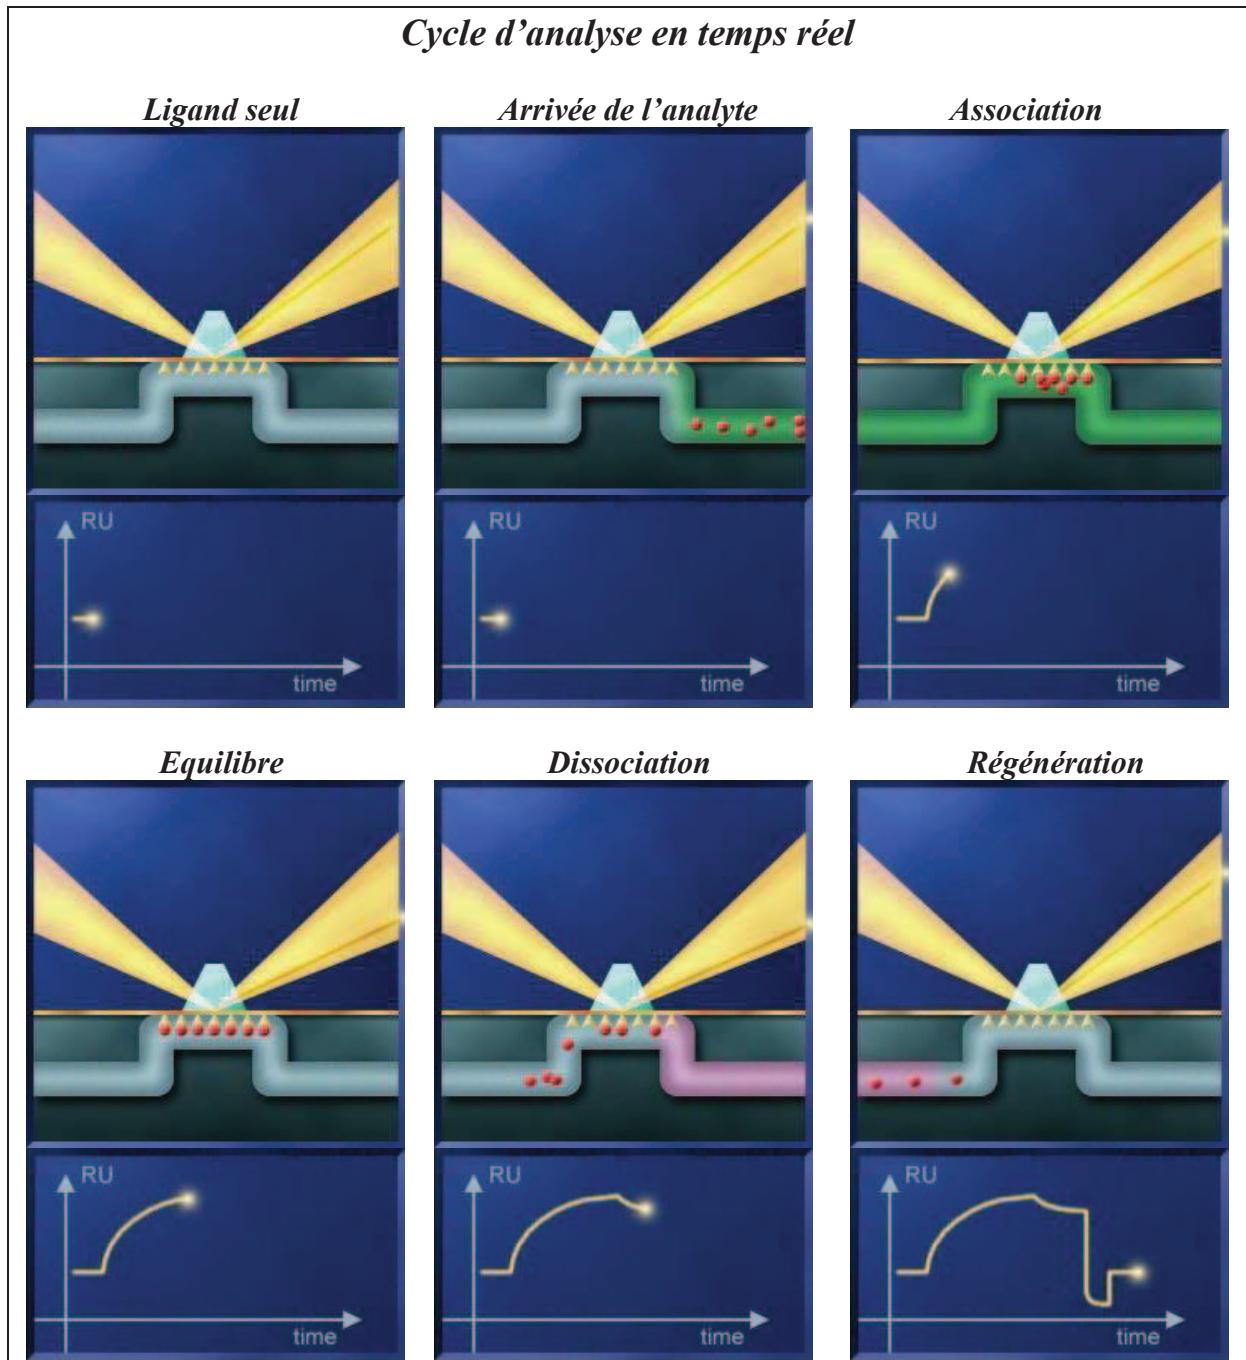 Cycle d’analyse en temps réel
Ligand seul
Arrivée de l’analyte
Association
RU
time
RU
time
RU
time
Equilibre
Dissociation
Régénération
RU
time
RU
time
RU
time